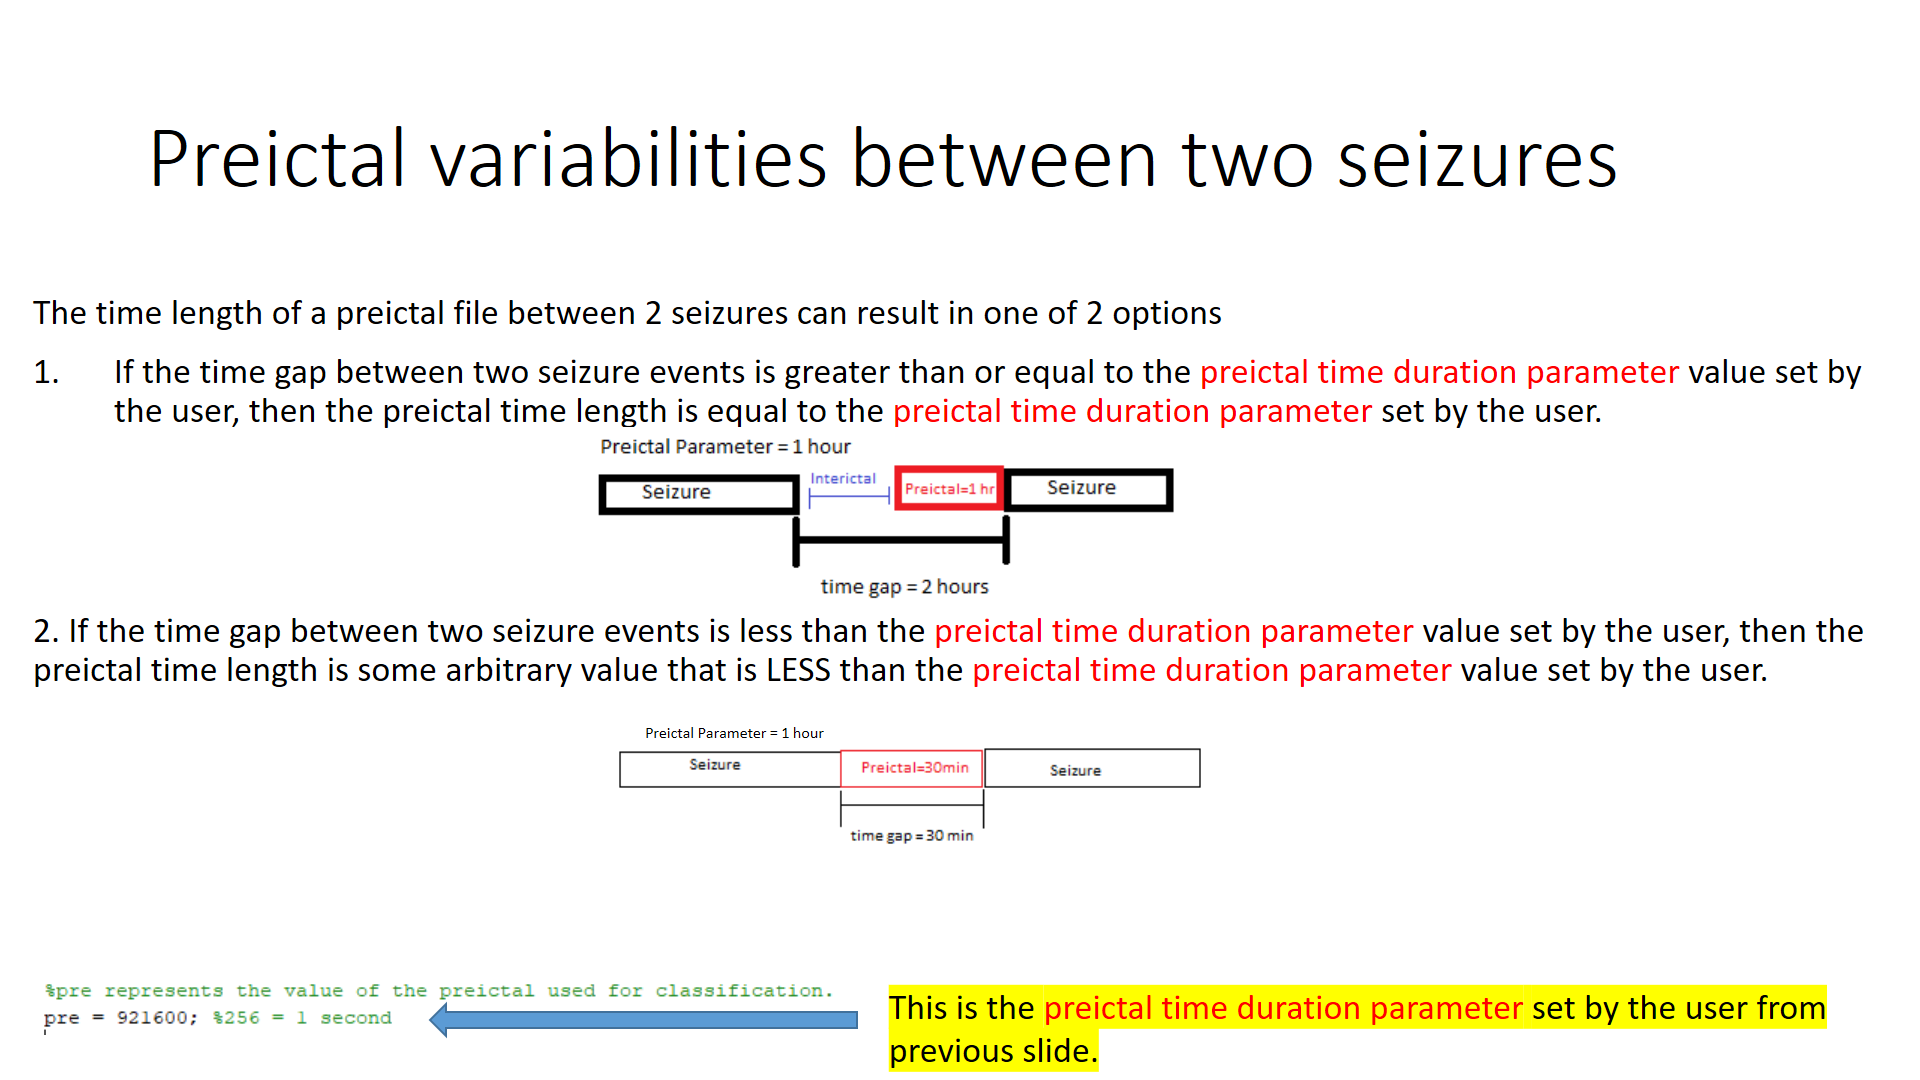 Preictal variabilities between two seizures
The time length of a preictal file between 2 seizures can result in one of 2 options
1. If the time gap between two seizure events is greater than or equal to the preictal time duration parameter value set by
the user, then the preictal time length is equal to the preictal time duration parameter set by the user.
Preictal Parameter = 1 hour
Seizure
Interictal
Preictal=1 hr
Seizure
time gap = 2 hours
2. If the time gap between two seizure events is less than the preictal time duration parameter value set by the user, then the
preictal time length is some arbitrary value that is LESS than the preictal time duration parameter value set by the user.
Preictal Parameter = 1 hour
Seizure
Preictal=30min
Seizure
time gap = 30 min
%pre represents the value of the preictal used for classification.
pre = 921600; %256 = 1 second
This is the preictal time duration parameter set by the user from
previous slide.